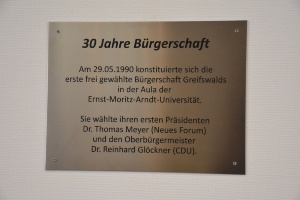 30 Jahre Bürgerschaft
Am 29.05.1990 konstituierte sich die
erste frei gewählte Bürgerschaft Greifswalds
in der Aula der
Ernst-Moritz-Arndt-Universität.
Sie wählte ihren ersten Präsidenten
Dr. Thomas Meyer (Neues Forum)
und den Oberbürgermeister
Dr. Reinhard Glöckner (CDU).